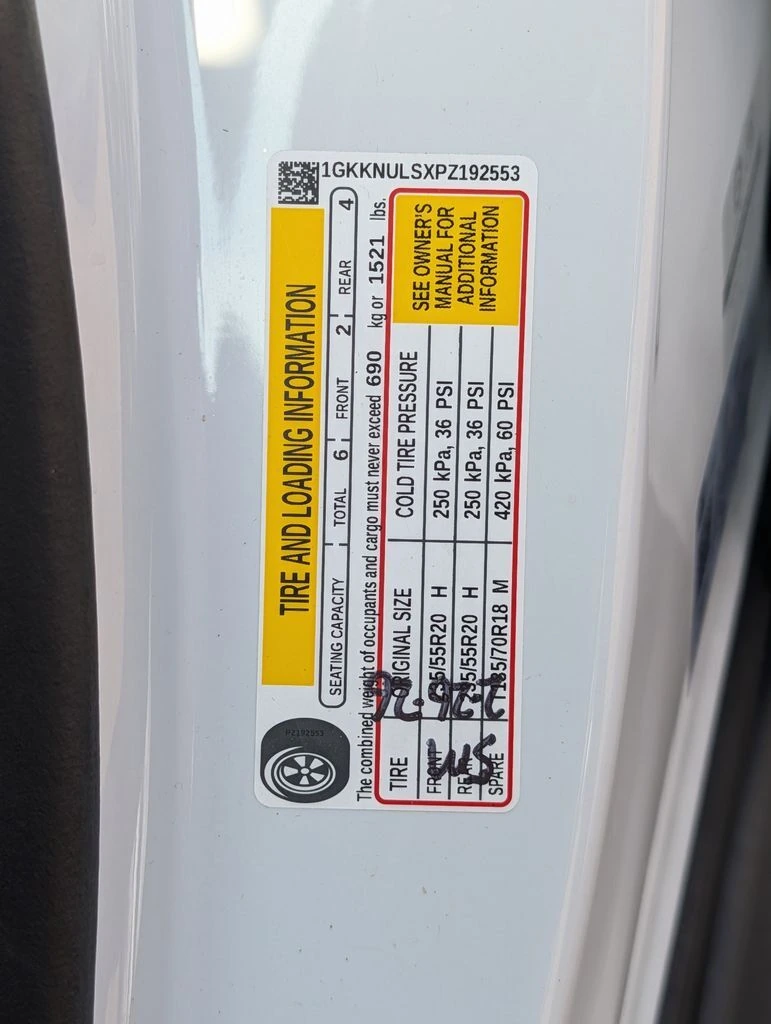 1GKKNULSXPZ192553
TIRE AND LOADING INFORMATION
SEATING CAPACITY TOTAL 6 FRONT 2 REAR 4
The combined weight of occupants and cargo must never exceed 690 kg or 1521 lbs.
TIRE ORIGINAL SIZE COLD TIRE PRESSURE
FRONT H 250 kPa, 36 PSI
REAR H 250 kPa, 36 PSI
SPARE M 420 kPa, 60 PSI
SEE OWNER'S
MANUAL FOR
ADDITIONAL
INFORMATION
PZ192553